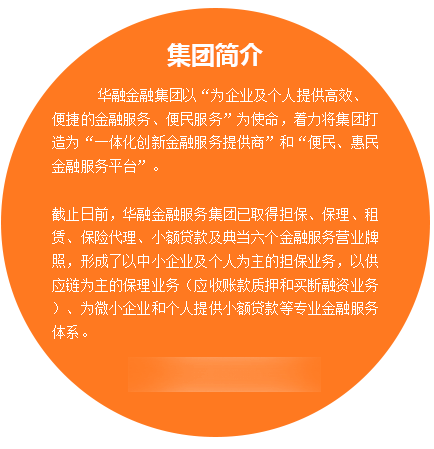 集团简介
华融金融集团以“为企业及个人提供高效、
便捷的金融服务、便民服务”为使命，着力将集团打
造为“一体化创新金融服务提供商”和“便民、惠民
金融服务平台”。
截止日前，华融金融服务集团已取得担保、保理、租
赁、保险代理、小额贷款及典当六个金融服务营业牌
照，形成了以中小企业及个人为主的担保业务，以供
应链为主的保理业务（应收账款质押和买断融资业务
）、为微小企业和个人提供小额贷款等专业金融服务
体系。